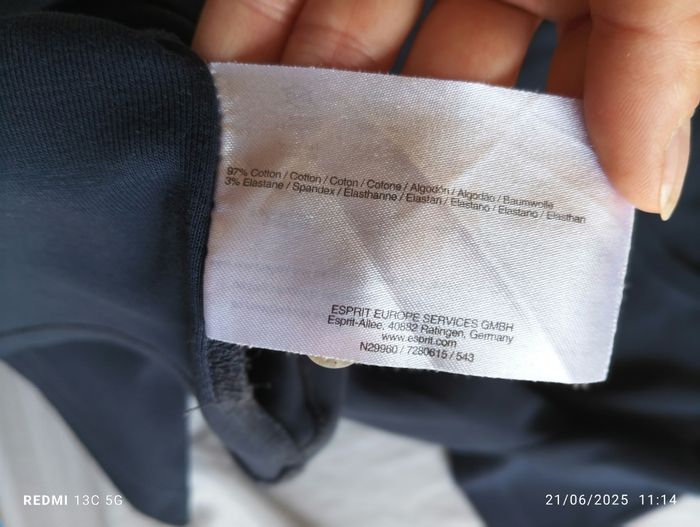 97% Cotton / Cotton / Coton / Cotone / Algodón / Algodão / Baumwolle
3% Elastane / Spandex / Elasthanne / Elastan / Elastano / Elastano / Elasthan
ESPRIT EUROPE SERVICES GMBH
Esprit-Allee, 40882 Ratingen, Germany
www.esprit.com
N29960 / 7280615 / 543
REDMI 13C 5G
21/06/2025 11:14